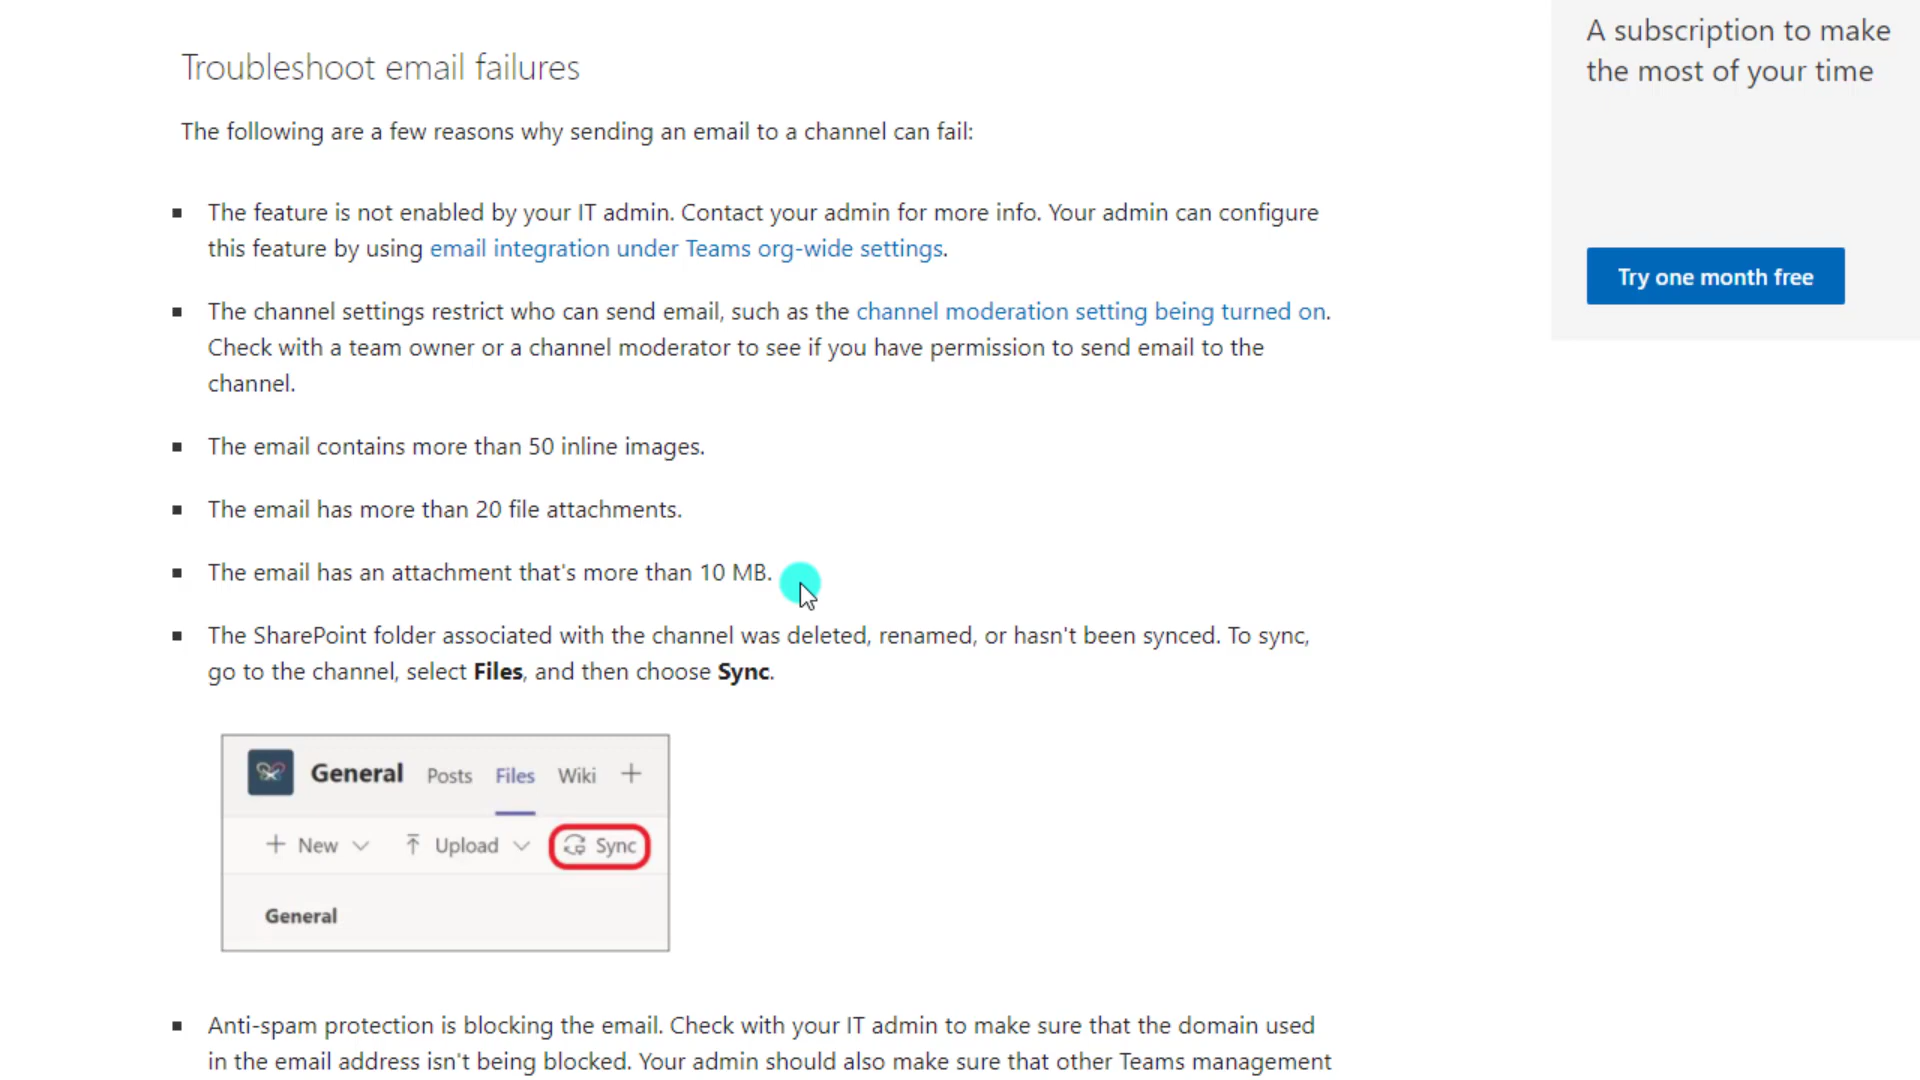 Troubleshoot email failures
The following are a few reasons why sending an email to a channel can fail:
▪ The feature is not enabled by your IT admin. Contact your admin for more info. Your admin can configure
this feature by using email integration under Teams org-wide settings.
▪ The channel settings restrict who can send email, such as the channel moderation setting being turned on.
Check with a team owner or a channel moderator to see if you have permission to send email to the
channel.
▪ The email contains more than 50 inline images.
▪ The email has more than 20 file attachments.
▪ The email has an attachment that's more than 10 MB.
▪ The SharePoint folder associated with the channel was deleted, renamed, or hasn't been synced. To sync,
go to the channel, select Files, and then choose Sync.
General Posts Files Wiki +
+ New Upload Sync
General
▪ Anti-spam protection is blocking the email. Check with your IT admin to make sure that the domain used
in the email address isn't being blocked. Your admin should also make sure that other Teams management
A subscription to make
the most of your time
Try one month free